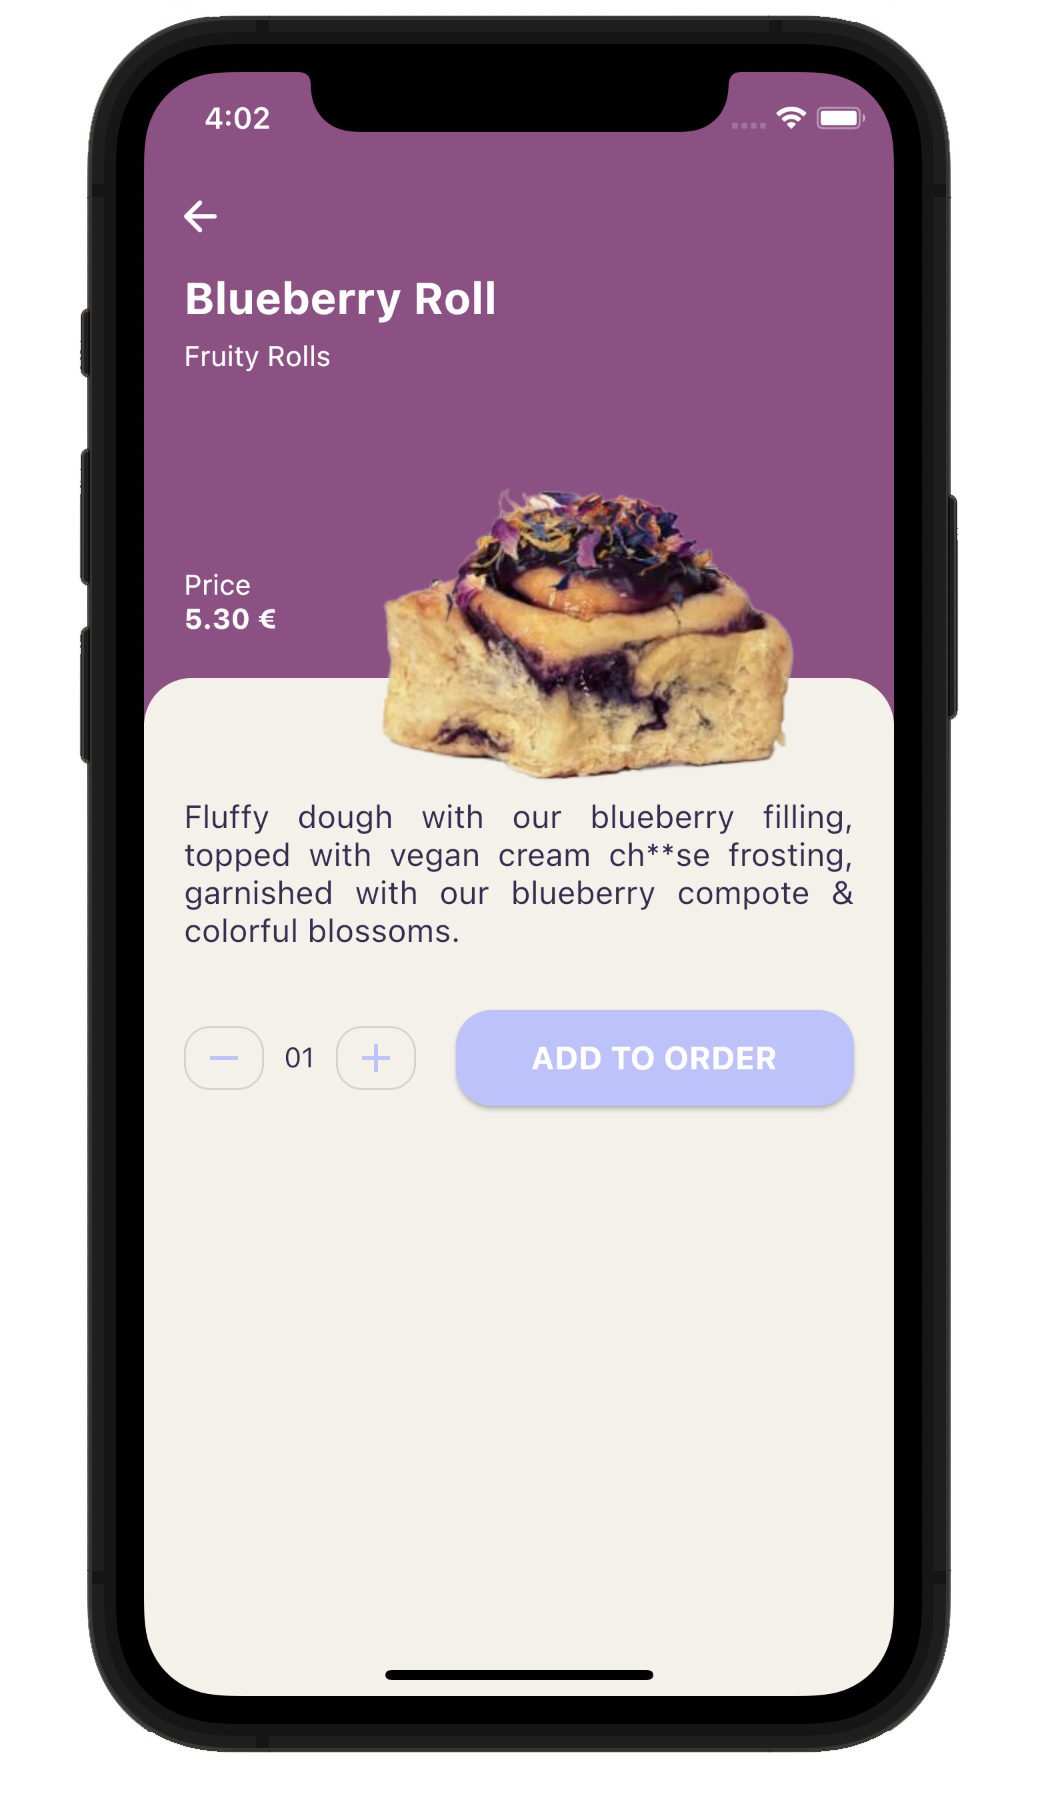 4:02
Blueberry Roll
Fruity Rolls
Price
5.30 €
Fluffy dough with our blueberry filling,
topped with vegan cream ch**se frosting,
garnished with our blueberry compote &
colorful blossoms.
01
ADD TO ORDER